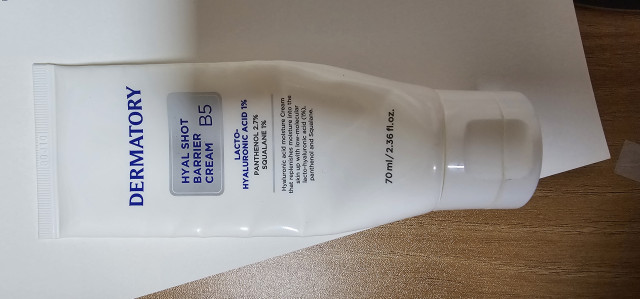 DERMATORY
HYAL SHOT
BARRIER
CREAM B5
LACTO-
HYALURONIC ACID 1%
PANTHENOL 2.7%
SQUALANE 1%
Hyaluronic acid moisture Cream
that replenishes moisture into the
skin up with low-molecular
lacto-hyaluronic acid (1%),
panthenol and Squalane.
70 ml / 2.36 fl.oz.